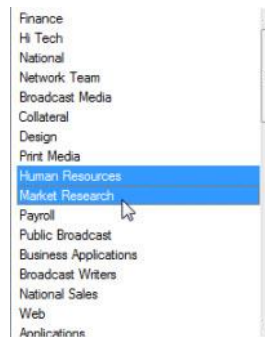 Finance
Hi Tech
National
Network Team
Broadcast Media
Collateral
Design
Print Media
Human Resources
Market Research
Payroll
Public Broadcast
Business Applications
Broadcast Writers
National Sales
Web
Applications